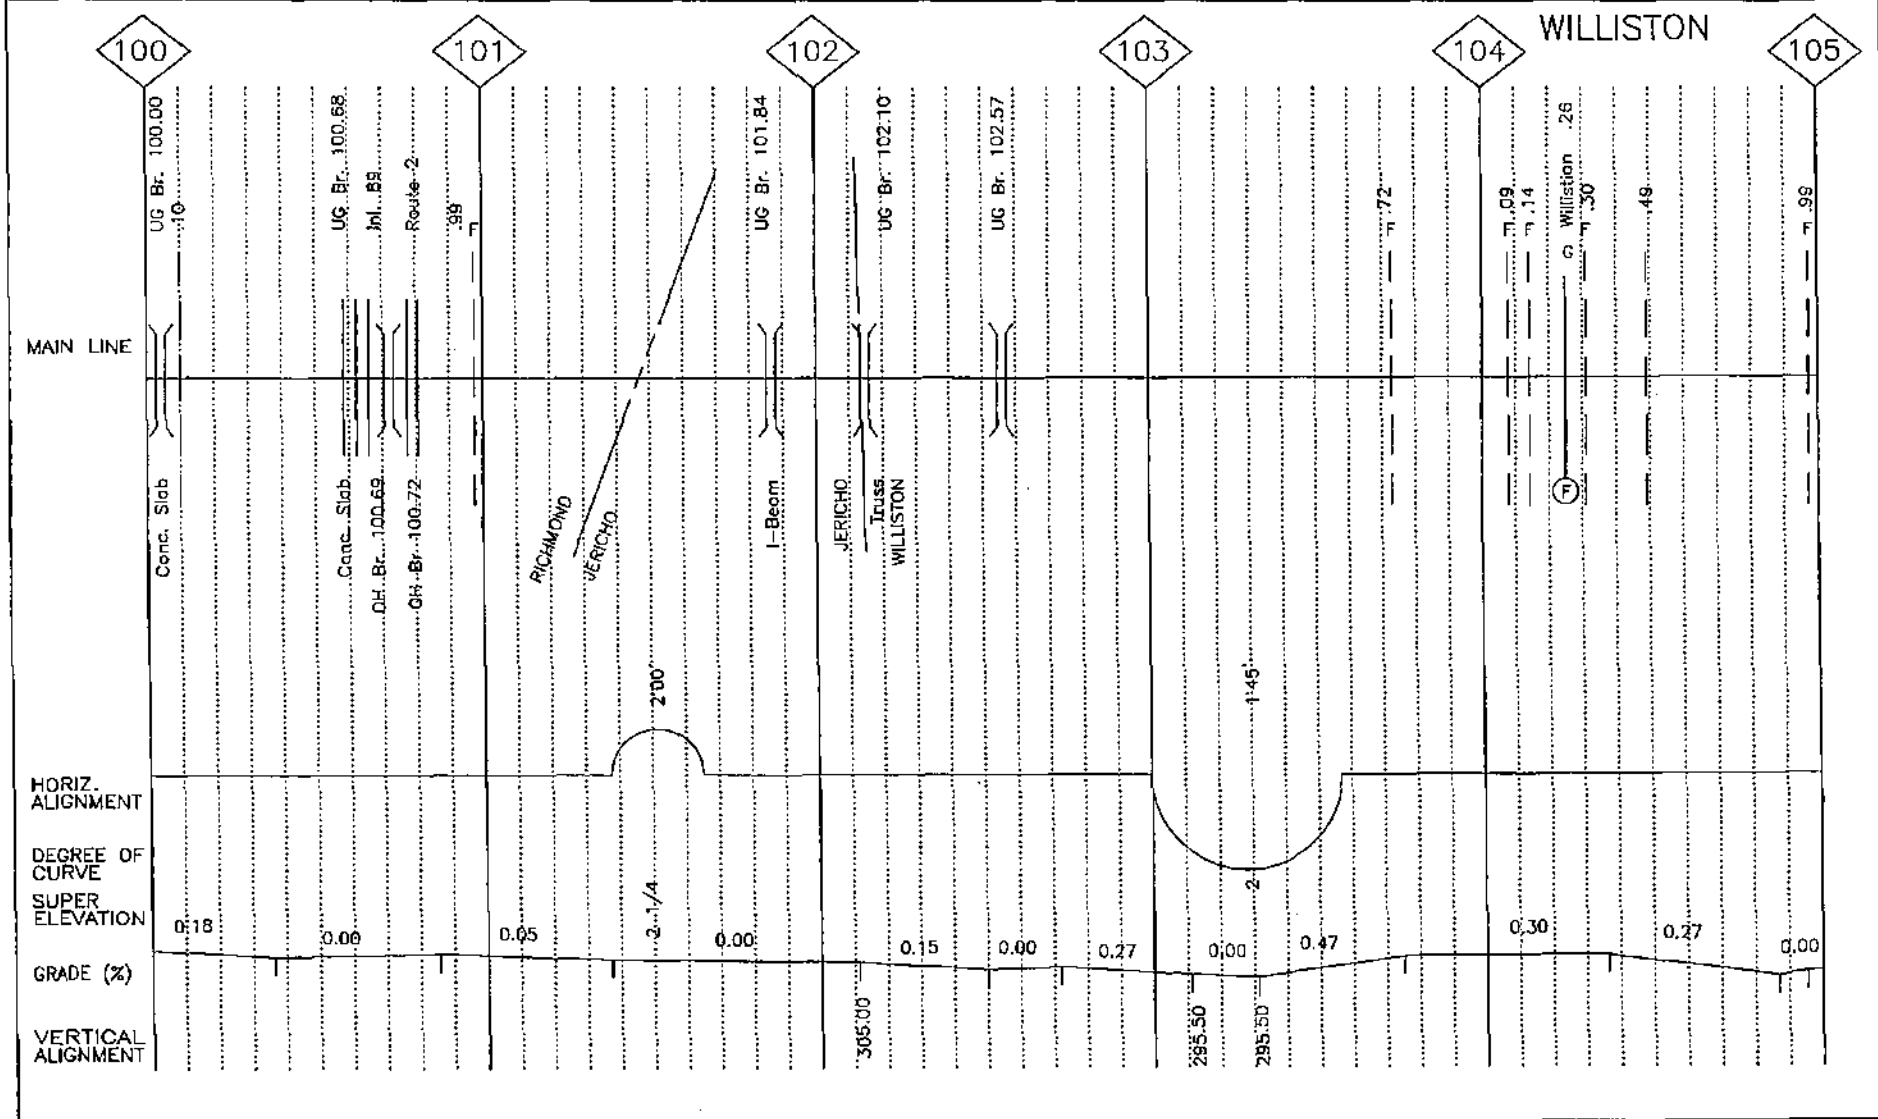 WILLISTON
100
101
102
103
104
105
UG Br. 100.00
.10
UG Br. 100.68
Inl. .69
Route 2
.99
F
UG Br. 101.84
UG Br. 102.10
UG Br. 102.57
F .72
F .09
F .14
G Willistion .26
F .30
.49
F .99
MAIN LINE
Conc. Slab
Conc. Slab
OH Br. 100.69
OH Br. 100.72
RICHMOND
JERICHO
I-Beam
JERICHO
Truss
WILLISTON
F
2°00'
1°45'
HORIZ.
ALIGNMENT
DEGREE OF
CURVE
SUPER
ELEVATION
2 1/4
2
0.18
0.00
0.05
0.00
0.15
0.00
0.27
0.00
0.47
0.30
0.27
0.00
GRADE (%)
VERTICAL
ALIGNMENT
305.00
295.50
295.50